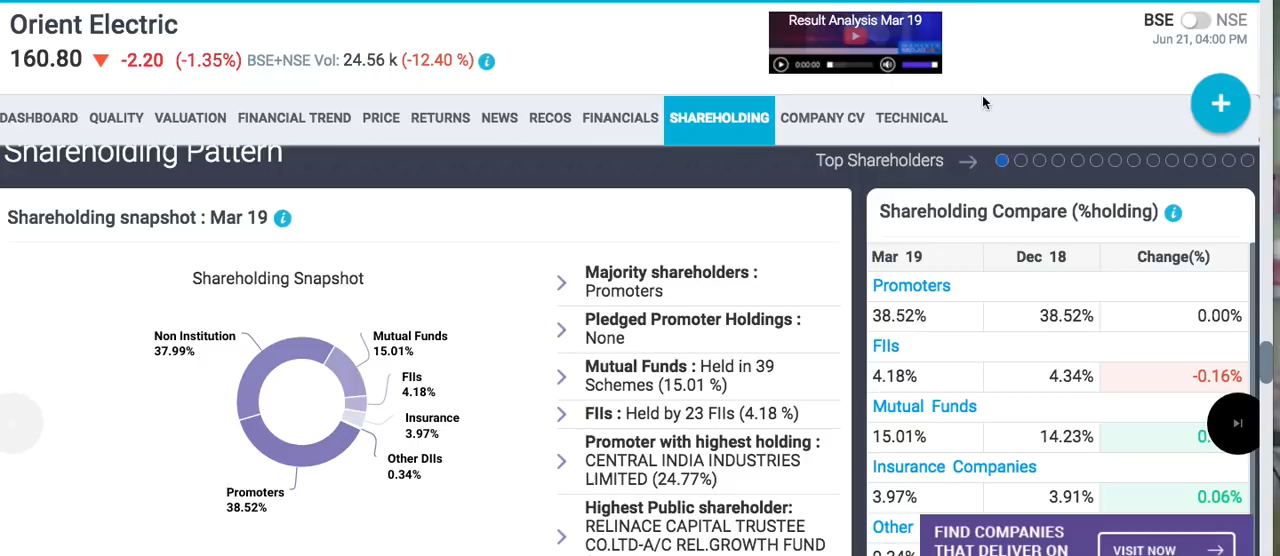 Orient Electric
160.80 ▼ -2.20 (-1.35%) BSE+NSE Vol: 24.56 k (-12.40 %) i
Result Analysis Mar 19
0:00:00
BSE NSE
Jun 21, 04:00 PM
+
DASHBOARD QUALITY VALUATION FINANCIAL TREND PRICE RETURNS NEWS RECOS FINANCIALS SHAREHOLDING COMPANY CV TECHNICAL
Shareholding Pattern
Top Shareholders →
Shareholding snapshot : Mar 19 i
Shareholding Snapshot
Non Institution
37.99%
Mutual Funds
15.01%
FIIs
4.18%
Insurance
3.97%
Other DIIs
0.34%
Promoters
38.52%
Majority shareholders :
Promoters
Pledged Promoter Holdings :
None
Mutual Funds : Held in 39
Schemes (15.01 %)
FIIs : Held by 23 FIIs (4.18 %)
Promoter with highest holding :
CENTRAL INDIA INDUSTRIES
LIMITED (24.77%)
Highest Public shareholder:
RELINACE CAPITAL TRUSTEE
CO.LTD-A/C REL.GROWTH FUND
Shareholding Compare (%holding) i
Mar 19 Dec 18 Change(%)
Promoters
38.52% 38.52% 0.00%
FIIs
4.18% 4.34% -0.16%
Mutual Funds
15.01% 14.23% 0.
Insurance Companies
3.97% 3.91% 0.06%
Other
FIND COMPANIES
THAT DELIVER ON
VISIT NOW →